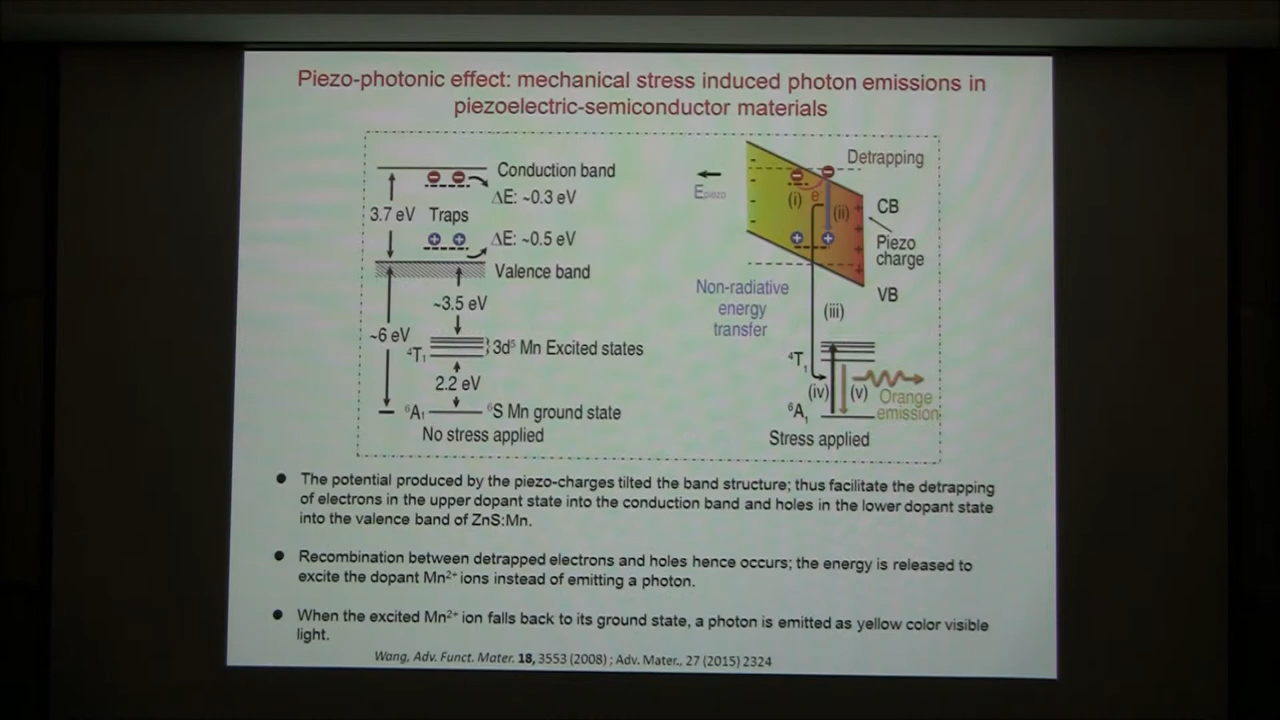 Piezo-photonic effect: mechanical stress induced photon emissions in
piezoelectric-semiconductor materials
Conduction band
ΔE: ~0.3 eV
3.7 eV Traps
ΔE: ~0.5 eV
Valence band
~3.5 eV
~6 eV
⁴T₁
3d⁵ Mn Excited states
2.2 eV
⁶A₁
⁶S Mn ground state
No stress applied
Detrapping
E piezo
(i)
e
(ii)
CB
Piezo
charge
VB
Non-radiative
energy
transfer
(iii)
⁴T₁
(iv)
(v)
Orange
emission
⁶A₁
Stress applied
● The potential produced by the piezo-charges tilted the band structure; thus facilitate the detrapping
of electrons in the upper dopant state into the conduction band and holes in the lower dopant state
into the valence band of ZnS:Mn.
● Recombination between detrapped electrons and holes hence occurs; the energy is released to
excite the dopant Mn²⁺ ions instead of emitting a photon.
● When the excited Mn²⁺ ion falls back to its ground state, a photon is emitted as yellow color visible
light.
Wang, Adv. Funct. Mater. 18, 3553 (2008) ; Adv. Mater., 27 (2015) 2324